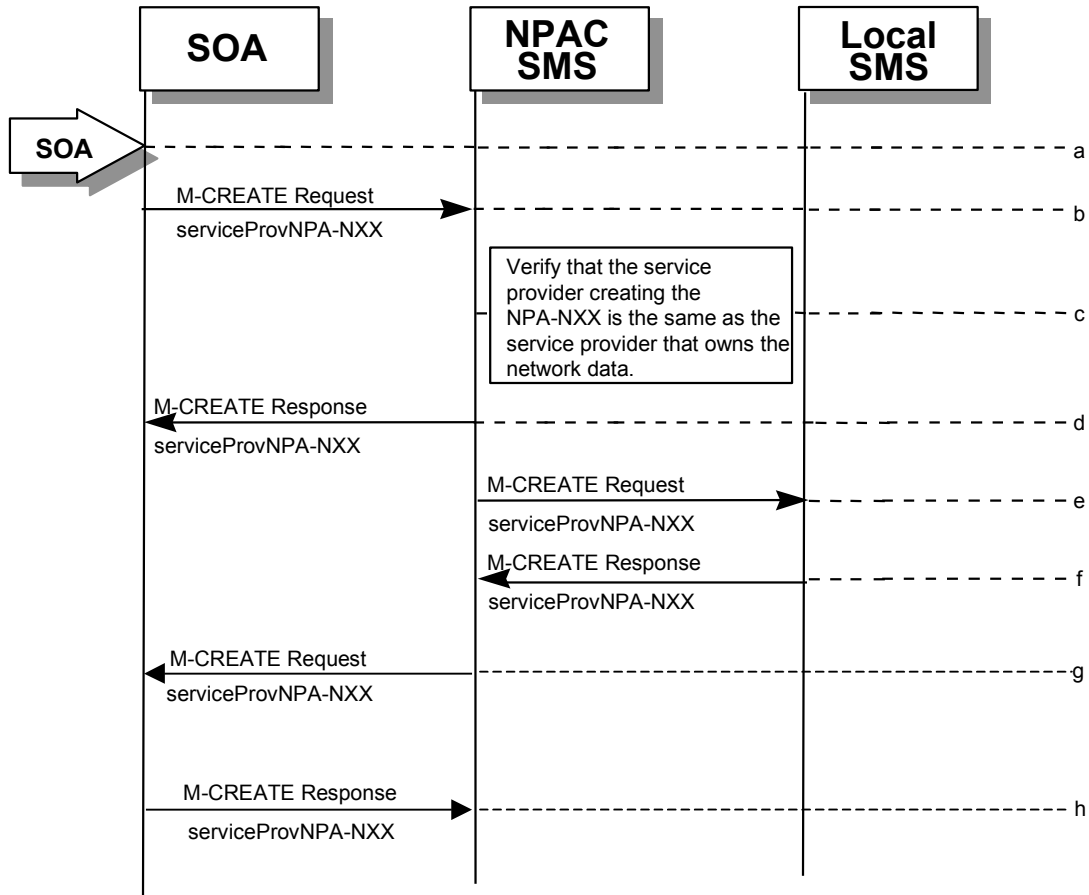 SOA
NPAC
SMS
Local
SMS
SOA
a
M-CREATE Request
b
serviceProvNPA-NXX
Verify that the service
provider creating the
NPA-NXX is the same as the
service provider that owns the
network data.
c
M-CREATE Response
d
serviceProvNPA-NXX
M-CREATE Request
e
serviceProvNPA-NXX
M-CREATE Response
f
serviceProvNPA-NXX
M-CREATE Request
g
serviceProvNPA-NXX
M-CREATE Response
h
serviceProvNPA-NXX